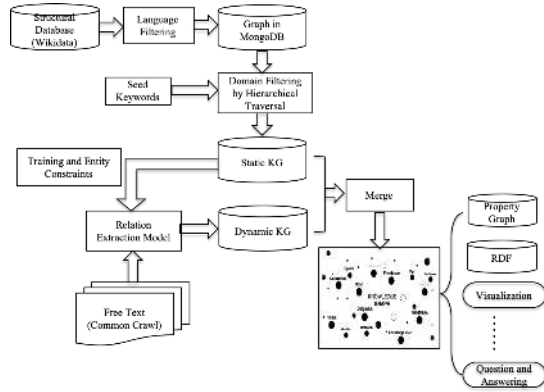 Structural
Database
(Wikidata)
Language
Filtering
Graph in
MongoDB
Seed
Keywords
Domain Filtering
by Hierarchical
Traversal
Training and Entity
Constraints
Static KG
Merge
Relation
Extraction Model
Dynamic KG
Free Text
(Common Crawl)
KNOWLEDGE
GRAPH
Property
Graph
RDF
Visualization
Question and
Answering